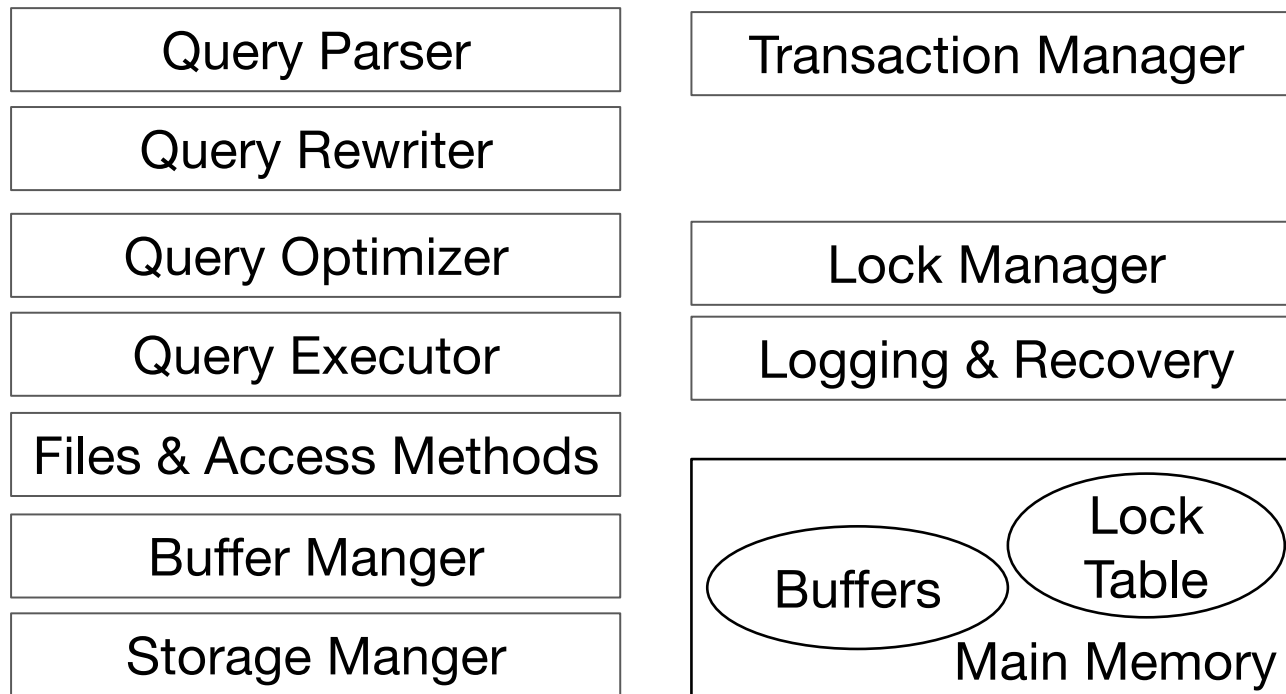 Query Parser
Query Rewriter
Query Optimizer
Query Executor
Files & Access Methods
Buffer Manger
Storage Manger
Transaction Manager
Lock Manager
Logging & Recovery
Buffers
Lock
Table
Main Memory